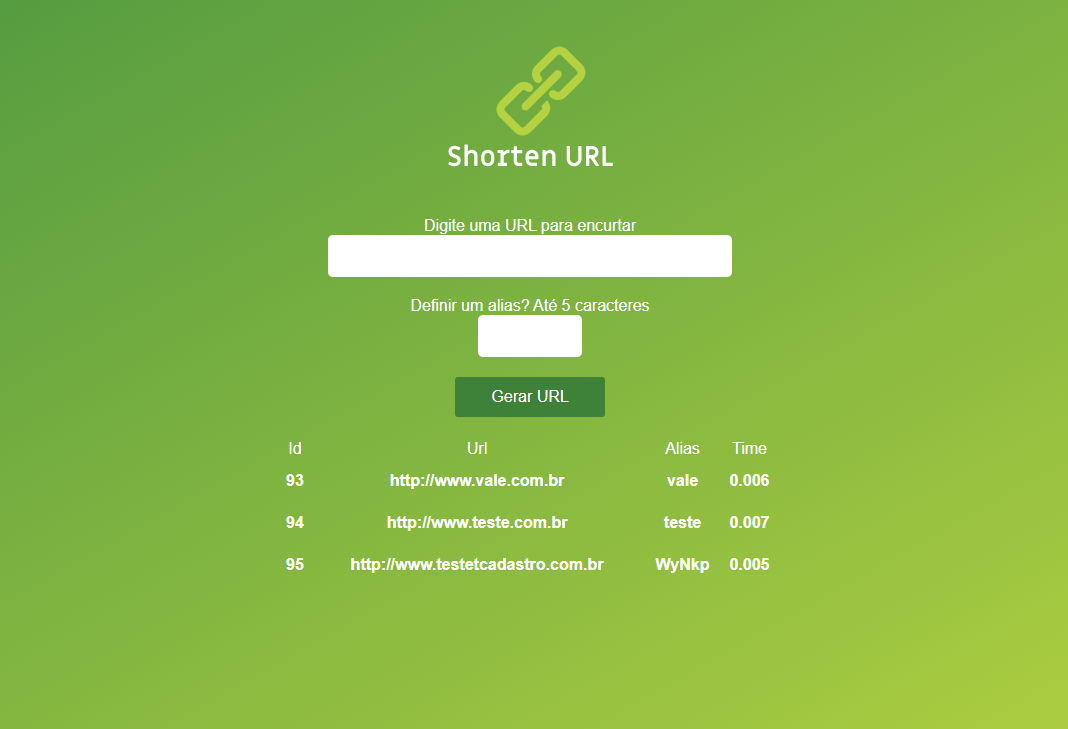 Shorten URL
Digite uma URL para encurtar
Definir um alias? Até 5 caracteres
Gerar URL
Id Url Alias Time
93 http://www.vale.com.br vale 0.006
94 http://www.teste.com.br teste 0.007
95 http://www.testetcadastro.com.br WyNkp 0.005